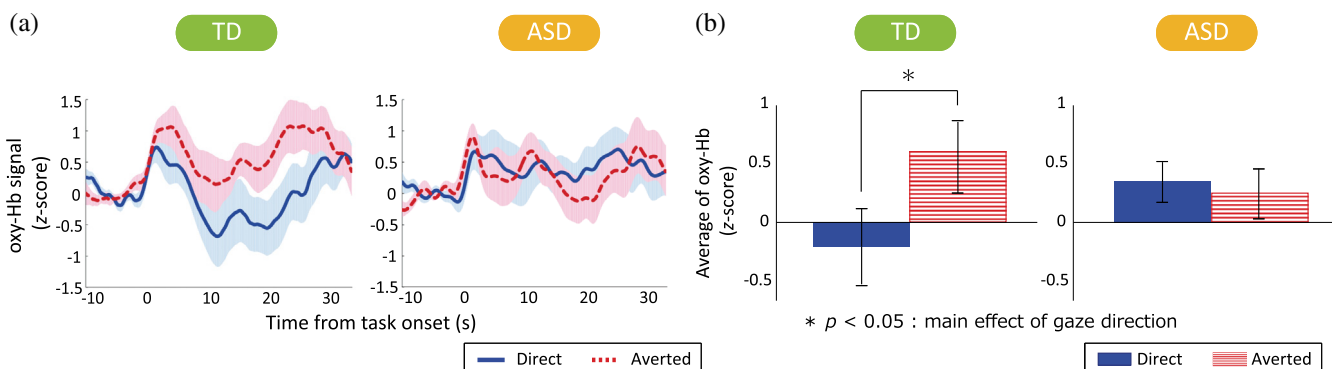 (a)
TD
ASD
oxy-Hb signal
(z-score)
1.5
1
0.5
0
-0.5
-1
-1.5
-10
0
10
20
30
1.5
1
0.5
0
-0.5
-1
-1.5
-10
0
10
20
30
Time from task onset (s)
Direct
Averted
(b)
TD
ASD
Average of oxy-Hb
(z-score)
1
0.5
0
-0.5
*
1
0.5
0
-0.5
* p < 0.05 : main effect of gaze direction
Direct
Averted